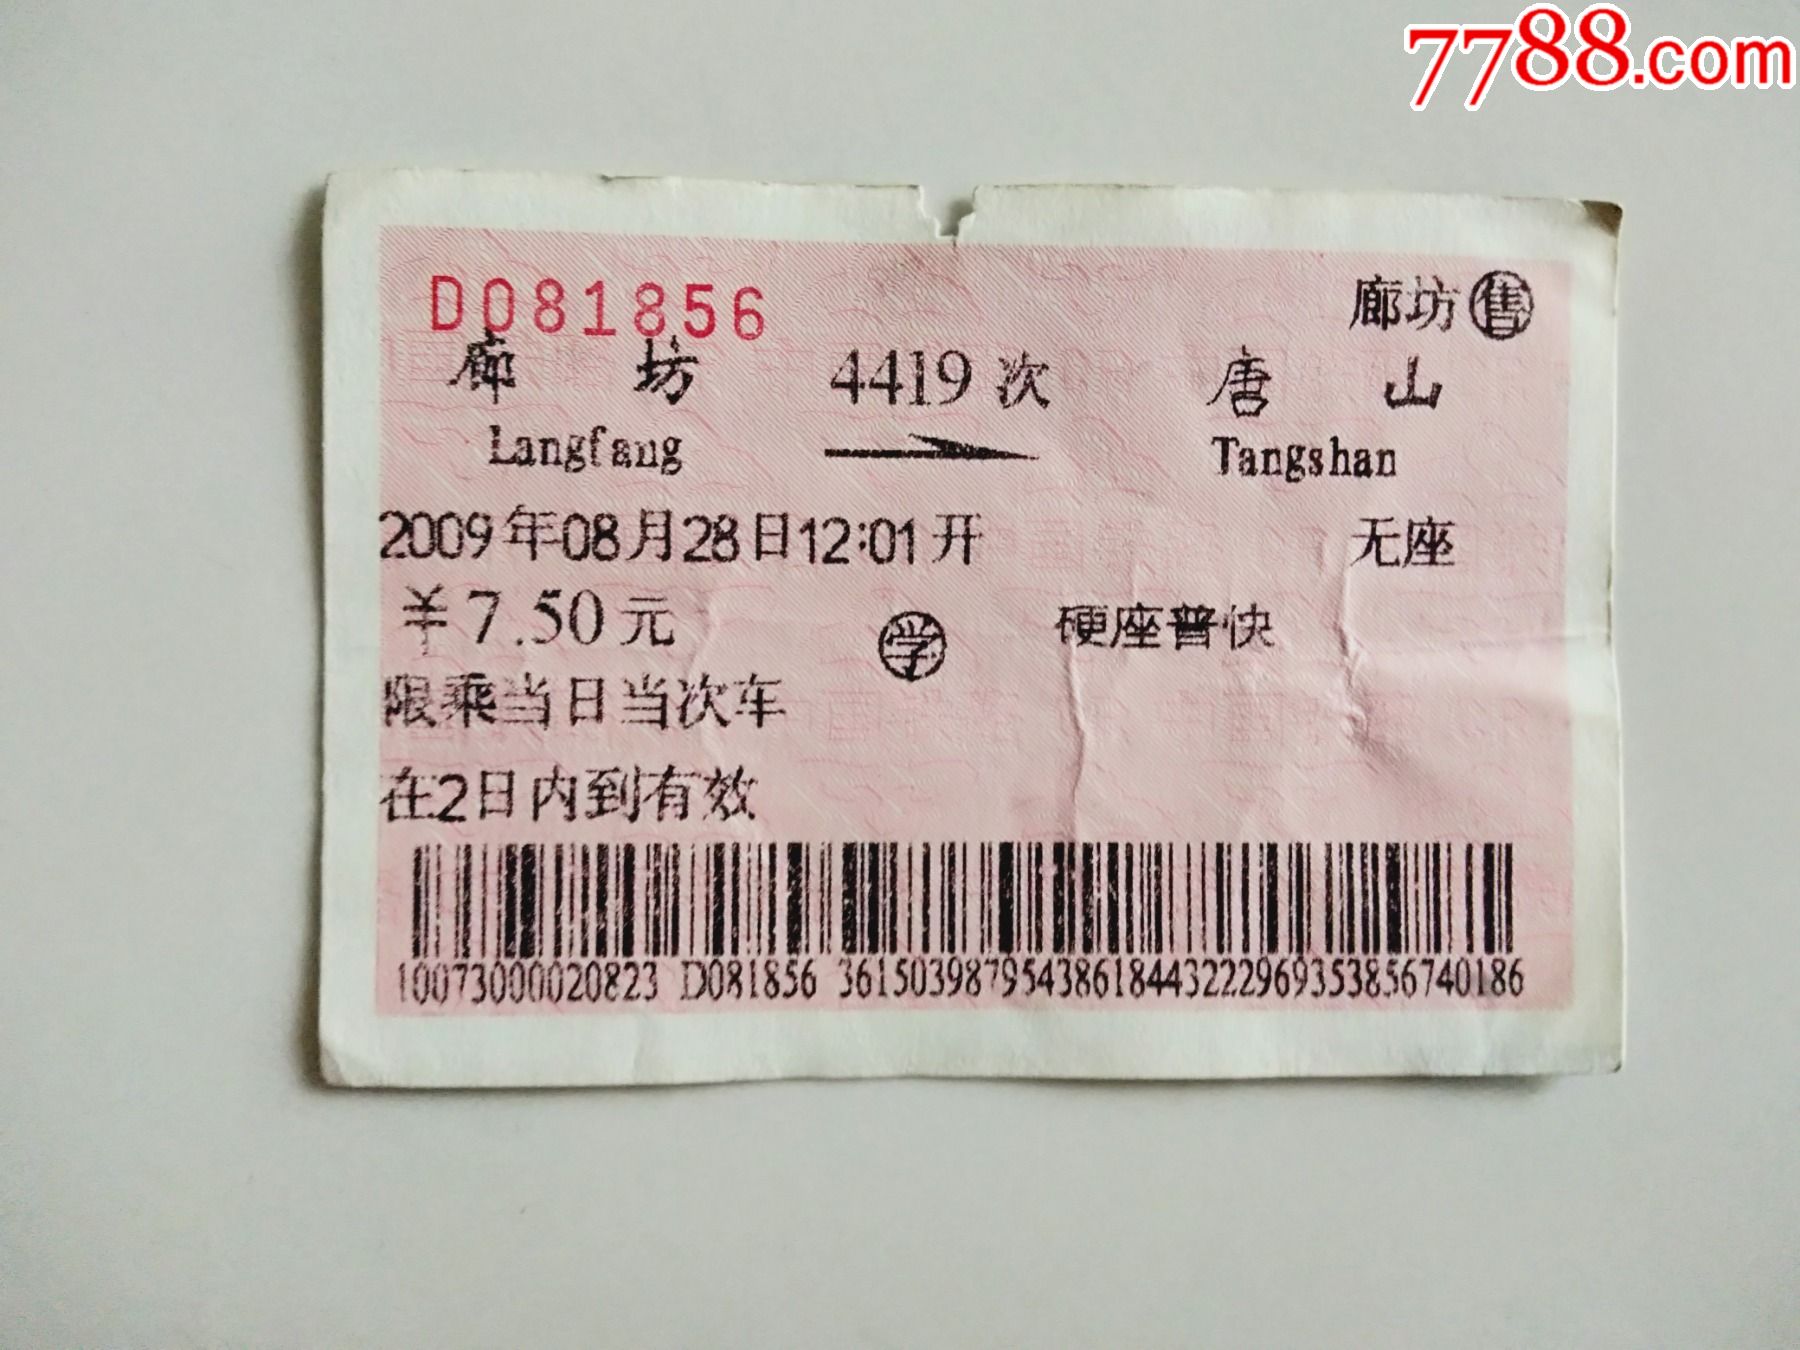 7788.com
D081856 廊坊售
廊坊 4419次 唐山
Langfang Tangshan
2009年08月28日12:01开 无座
¥7.50元 学 硬座普快
限乘当日当次车
在2日内到有效
10073000020823 D081856 361503987954386184432229693538567401​86